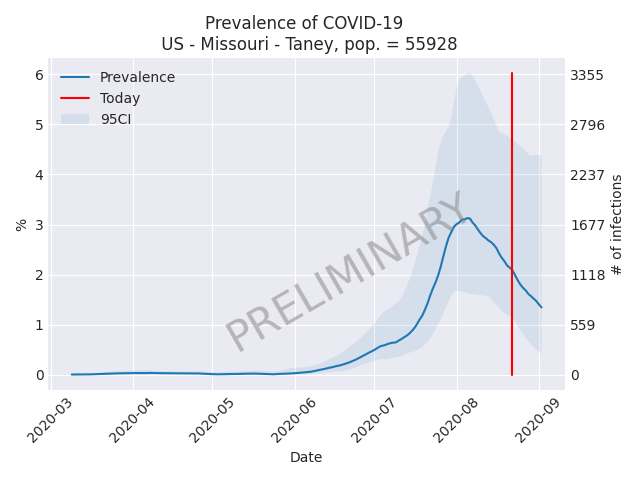 Prevalence of COVID-19
US - Missouri - Taney, pop. = 55928
Prevalence
Today
95CI
PRELIMINARY
%
6
5
4
3
2
1
0
3355
2796
2237
1677
1118
559
0
# of infections
2020-03
2020-04
2020-05
2020-06
2020-07
2020-08
2020-09
Date